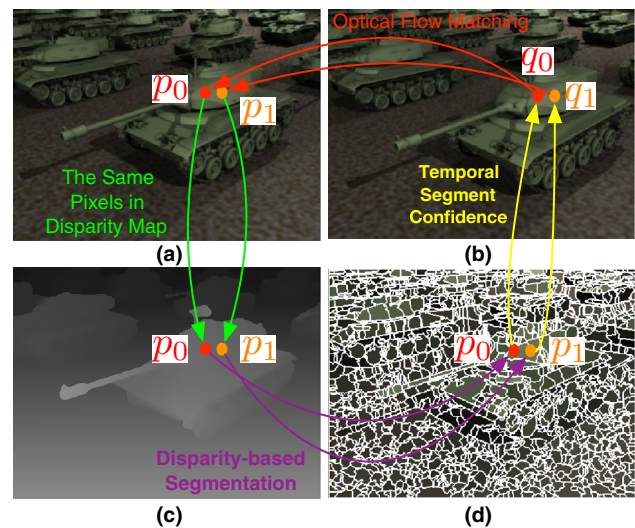 Optical Flow Matching
p0
p1
q0
q1
The Same
Pixels in
Disparity Map
Temporal
Segment
Confidence
(a)
(b)
p0
p1
p0
p1
Disparity-based
Segmentation
(c)
(d)